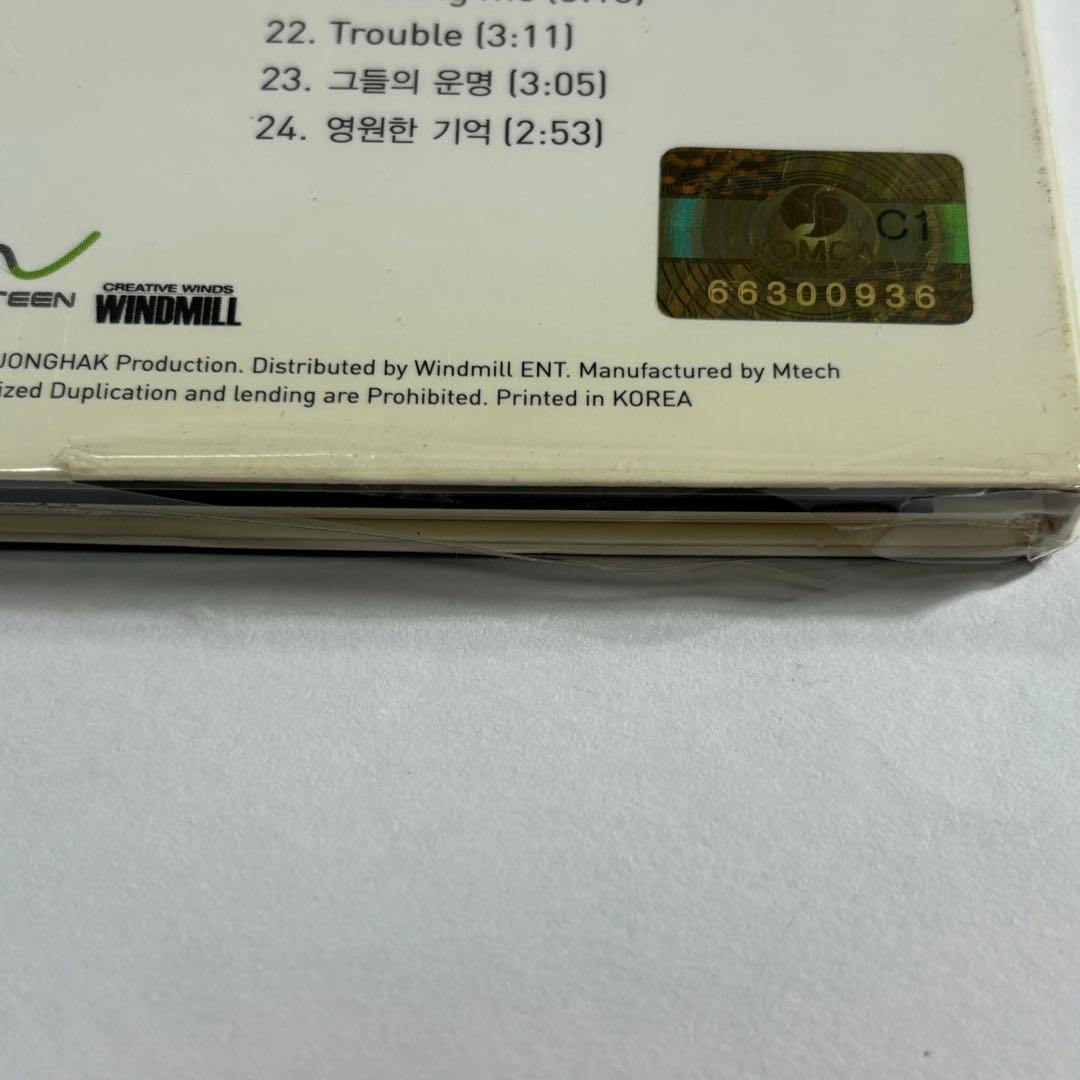 22. Trouble (3:11)
23. 그들의 운명 (3:05)
24. 영원한 기억 (2:53)
C1
KOMCA
66300936
TEEN
CREATIVE WINDS
WINDMILL
JONGHAK Production. Distributed by Windmill ENT. Manufactured by Mtech
ized Duplication and lending are Prohibited. Printed in KOREA